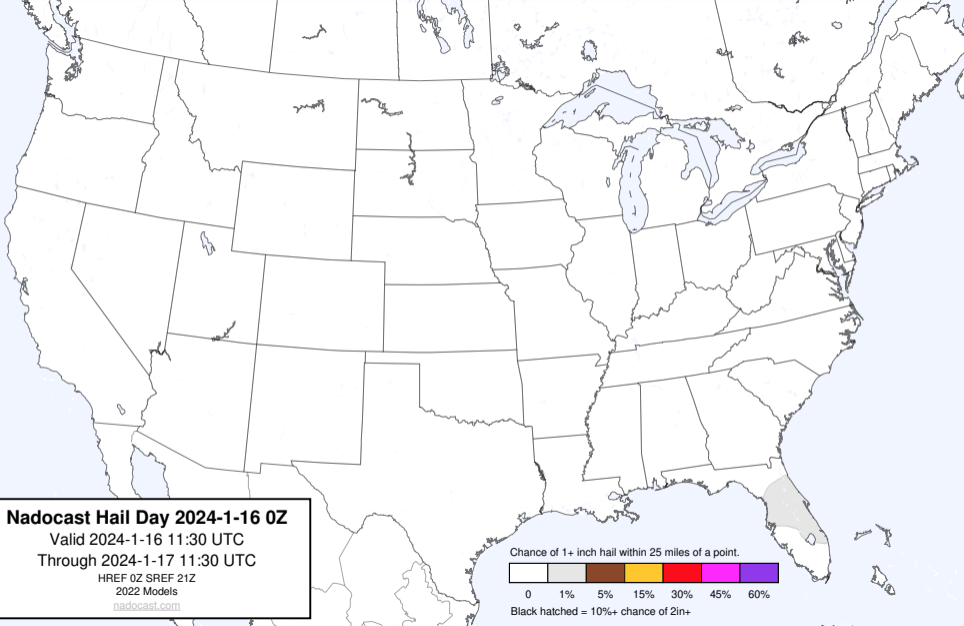 Nadocast Hail Day 2024-1-16 0Z
Valid 2024-1-16 11:30 UTC
Through 2024-1-17 11:30 UTC
HREF 0Z SREF 21Z
2022 Models
nadocast.com
Chance of 1+ inch hail within 25 miles of a point.
0 1% 5% 15% 30% 45% 60%
Black hatched = 10%+ chance of 2in+